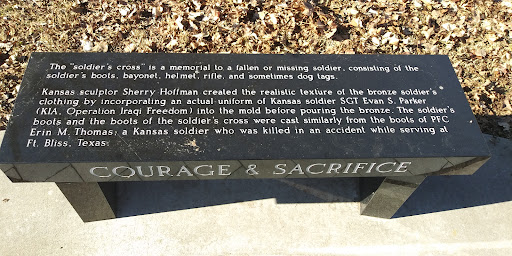 The "soldier's cross" is a memorial to a fallen or missing soldier, consisting of the
soldier's boots, bayonet, helmet, rifle, and sometimes dog tags.
Kansas sculptor Sherry Hoffman created the realistic texture of the bronze soldier's
clothing by incorporating an actual uniform of Kansas soldier SGT Evan S. Parker
(KIA, Operation Iraqi Freedom) into the mold before pouring the bronze. The soldier's
boots and the boots of the soldier's cross were cast similarly from the boots of PFC
Erin M. Thomas; a Kansas soldier who was killed in an accident while serving at
Ft. Bliss, Texas.
COURAGE & SACRIFICE